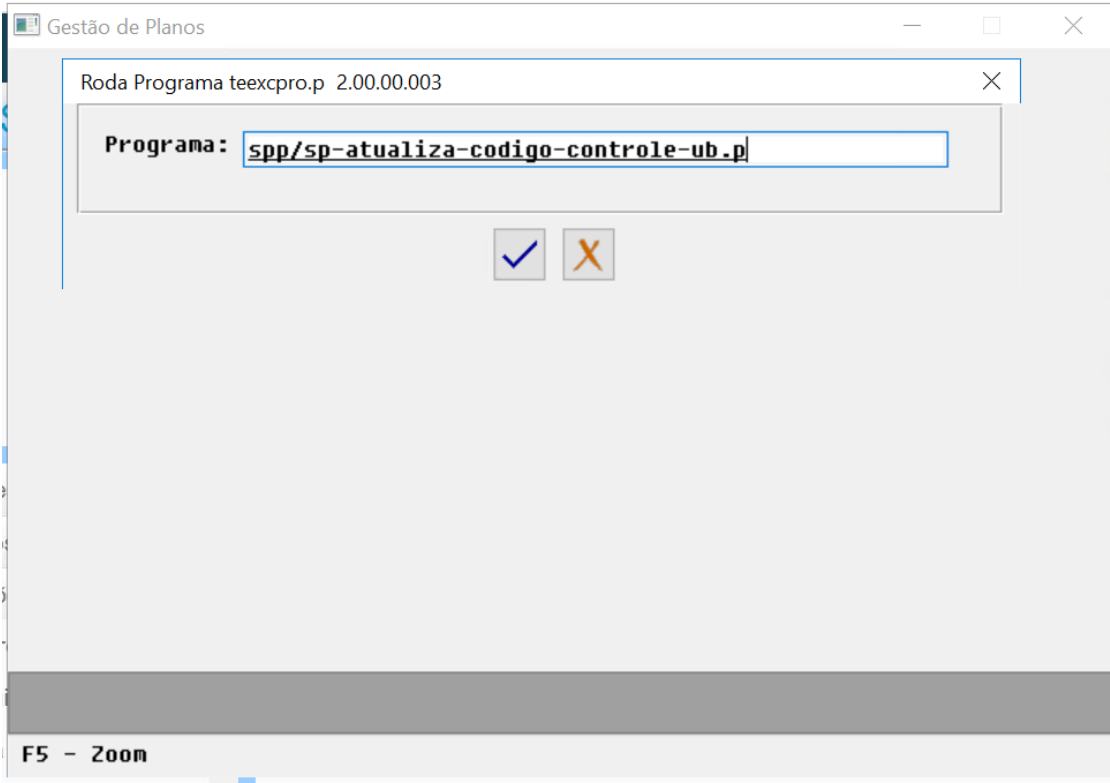 Gestão de Planos
Roda Programa teexcpro.p 2.00.00.003
Programa: spp/sp-atualiza-codigo-controle-ub.p
F5 - Zoom